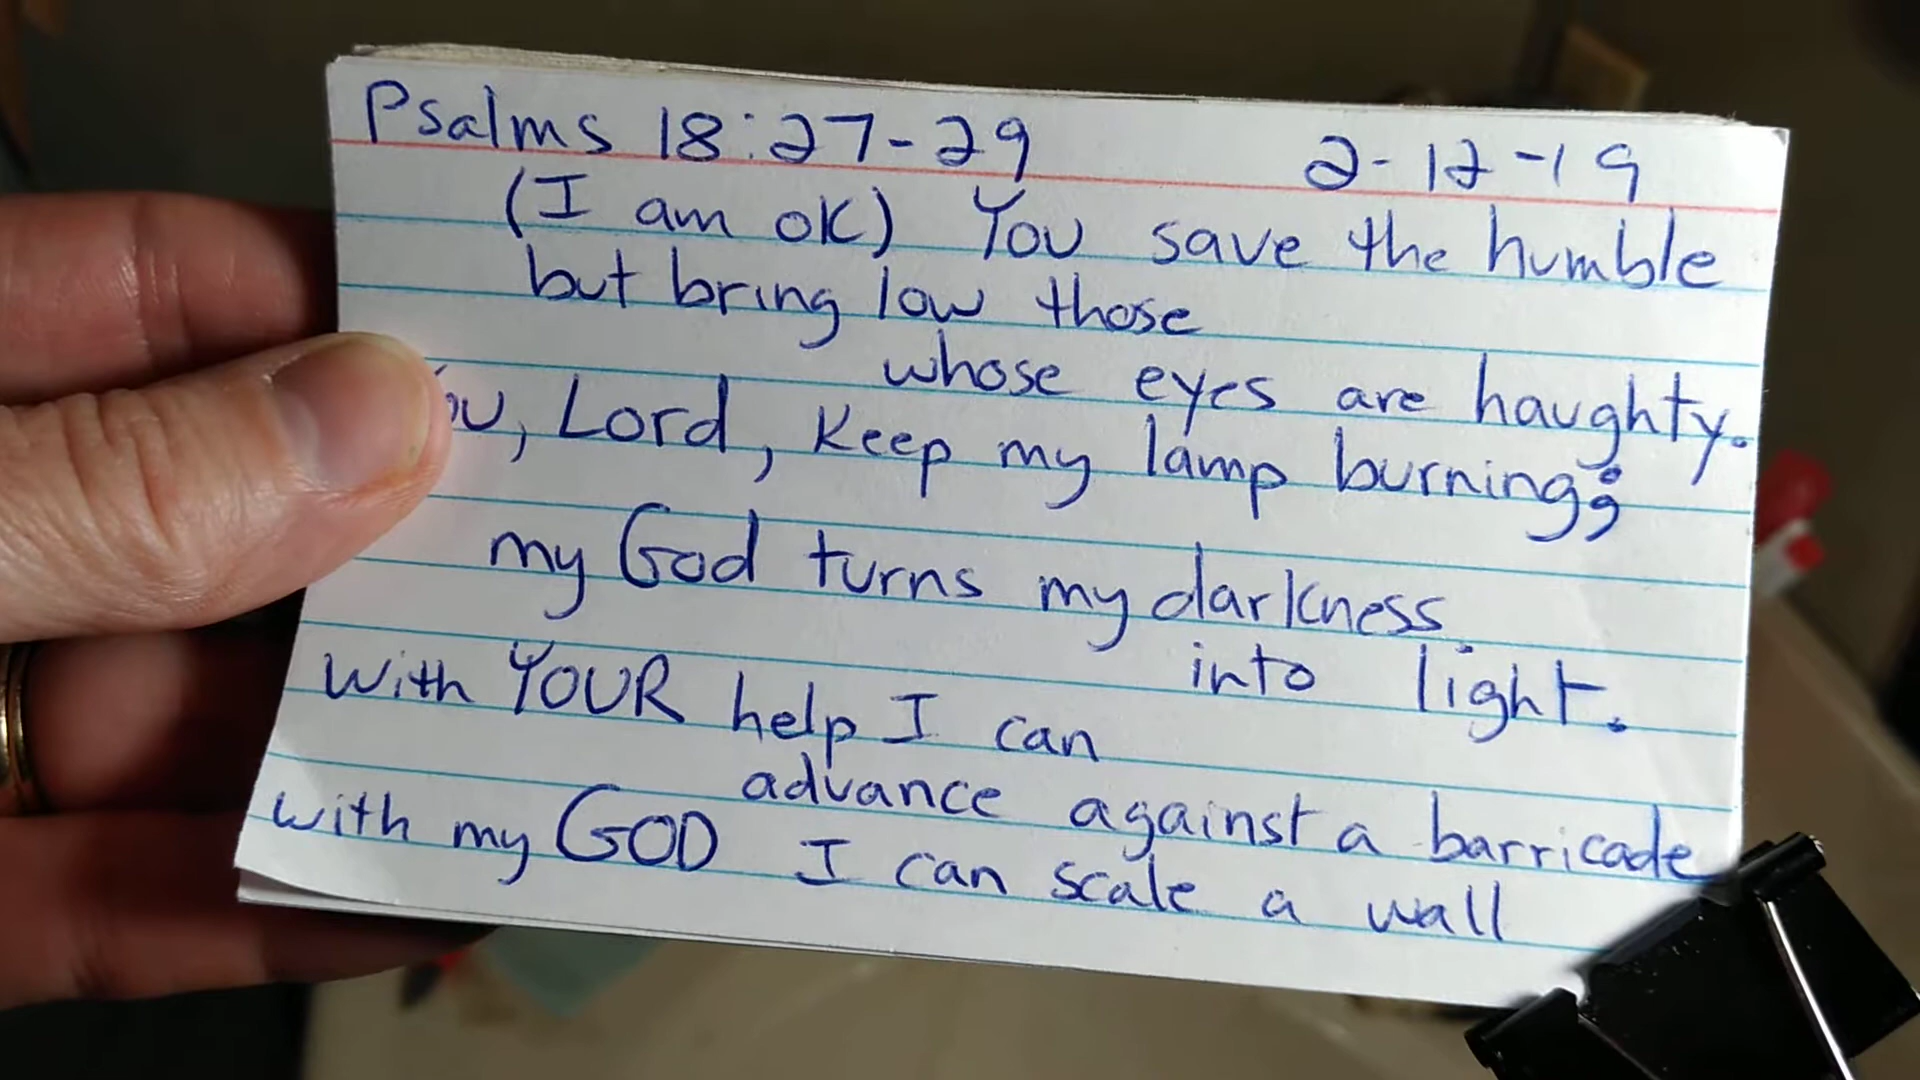 Psalms 18:27-29 2-12-19
(I am ok) You save the humble
but bring low those
whose eyes are haughty.
ou, Lord, keep my lamp burning;
my God turns my darkness
into light.
with YOUR help I can
advance against a barricade
with my GOD I can scale a wall